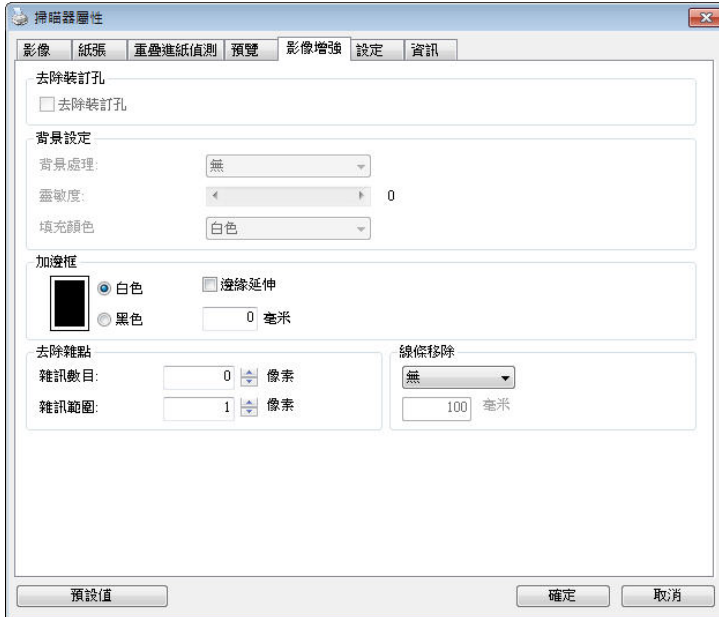 掃瞄器屬性
影像 紙張 重疊進紙偵測 預覽 影像增強 設定 資訊
去除裝訂孔
去除裝訂孔
背景設定
背景處理: 無
靈敏度: 0
填充顏色 白色
加邊框
白色 邊緣延伸
黑色 0 毫米
去除雜點 線條移除
雜訊數目: 0 像素 無
雜訊範圍: 1 像素 100 毫米
預設值 確定 取消